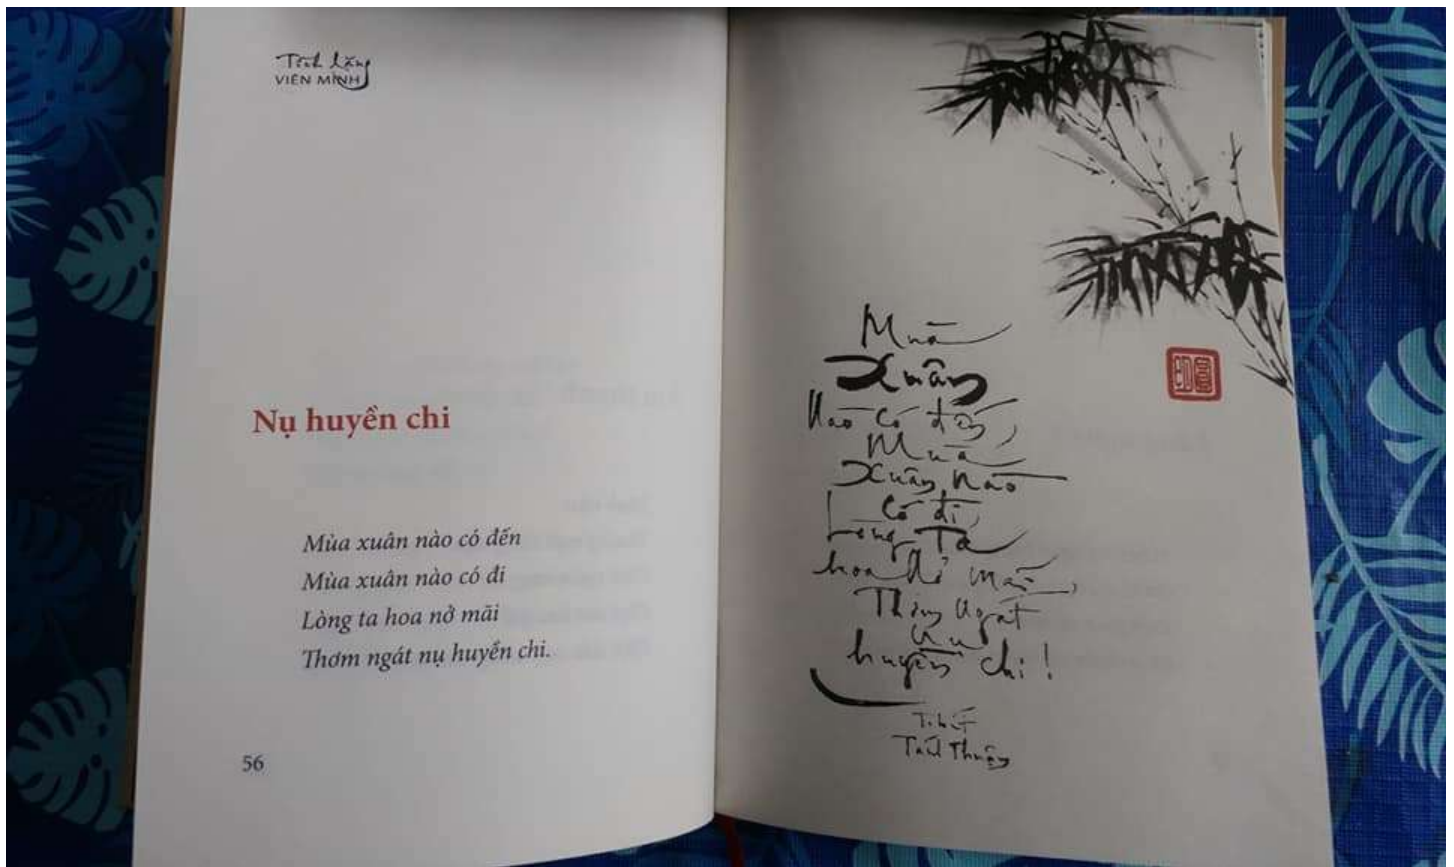 Tĩnh lặng
VIÊN MINH
Nụ huyền chi
Mùa xuân nào có đến
Mùa xuân nào có đi
Lòng ta hoa nở mãi
Thơm ngát nụ huyền chi.
56
Mùa
Xuân
Nào có đến,
Mùa
Xuân Nào
Có đi,
Lòng Ta
hoa Nở mãi,
Thơm Ngát
Nụ
huyền chi!